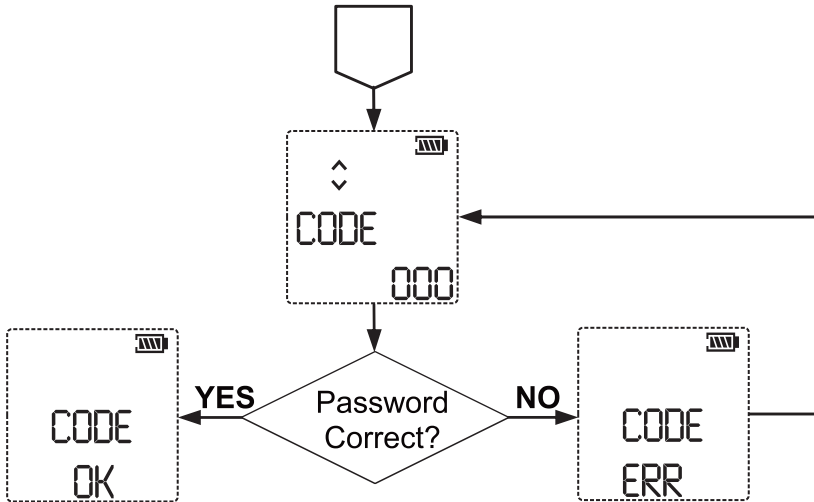 CODE
000
YES
Password
Correct?
NO
CODE
OK
CODE
ERR